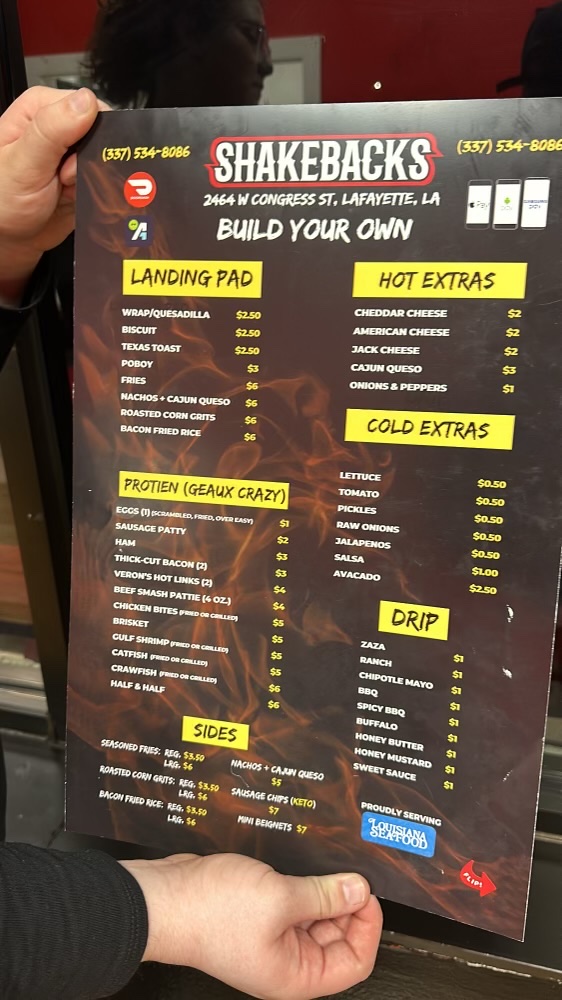 (337) 534-8086
SHAKEBACKS
(337) 534-8086
2464 W CONGRESS ST, LAFAYETTE, LA
BUILD YOUR OWN
Pay
LANDING PAD
WRAP/QUESADILLA $2.50
BISCUIT $2.50
TEXAS TOAST $2.50
POBOY $3
FRIES $6
NACHOS + CAJUN QUESO $6
ROASTED CORN GRITS $6
BACON FRIED RICE $6
PROTIEN (GEAUX CRAZY)
EGGS (1) (SCRAMBLED, FRIED, OVER EASY) $1
SAUSAGE PATTY $2
HAM $3
THICK-CUT BACON (2) $3
VERON'S HOT LINKS (2) $4
BEEF SMASH PATTIE (4 OZ.) $4
CHICKEN BITES (FRIED OR GRILLED) $5
BRISKET $5
GULF SHRIMP (FRIED OR GRILLED) $5
CATFISH (FRIED OR GRILLED) $5
CRAWFISH (FRIED OR GRILLED) $6
HALF & HALF $6
HOT EXTRAS
CHEDDAR CHEESE $2
AMERICAN CHEESE $2
JACK CHEESE $2
CAJUN QUESO $3
ONIONS & PEPPERS $1
COLD EXTRAS
LETTUCE $0.50
TOMATO $0.50
PICKLES $0.50
RAW ONIONS $0.50
JALAPENOS $0.50
SALSA $1.00
AVACADO $2.50
DRIP
ZAZA $1
RANCH $1
CHIPOTLE MAYO $1
BBQ $1
SPICY BBQ $1
BUFFALO $1
HONEY BUTTER $1
HONEY MUSTARD $1
SWEET SAUCE $1
SIDES
SEASONED FRIES: REG. $3.50
LRG. $6
ROASTED CORN GRITS: REG. $3.50
LRG. $6
BACON FRIED RICE: REG. $3.50
LRG. $6
NACHOS + CAJUN QUESO
$5
SAUSAGE CHIPS (KETO)
$7
MINI BEIGNETS $7
PROUDLY SERVING
LOUISIANA
SEAFOOD
FLIP!